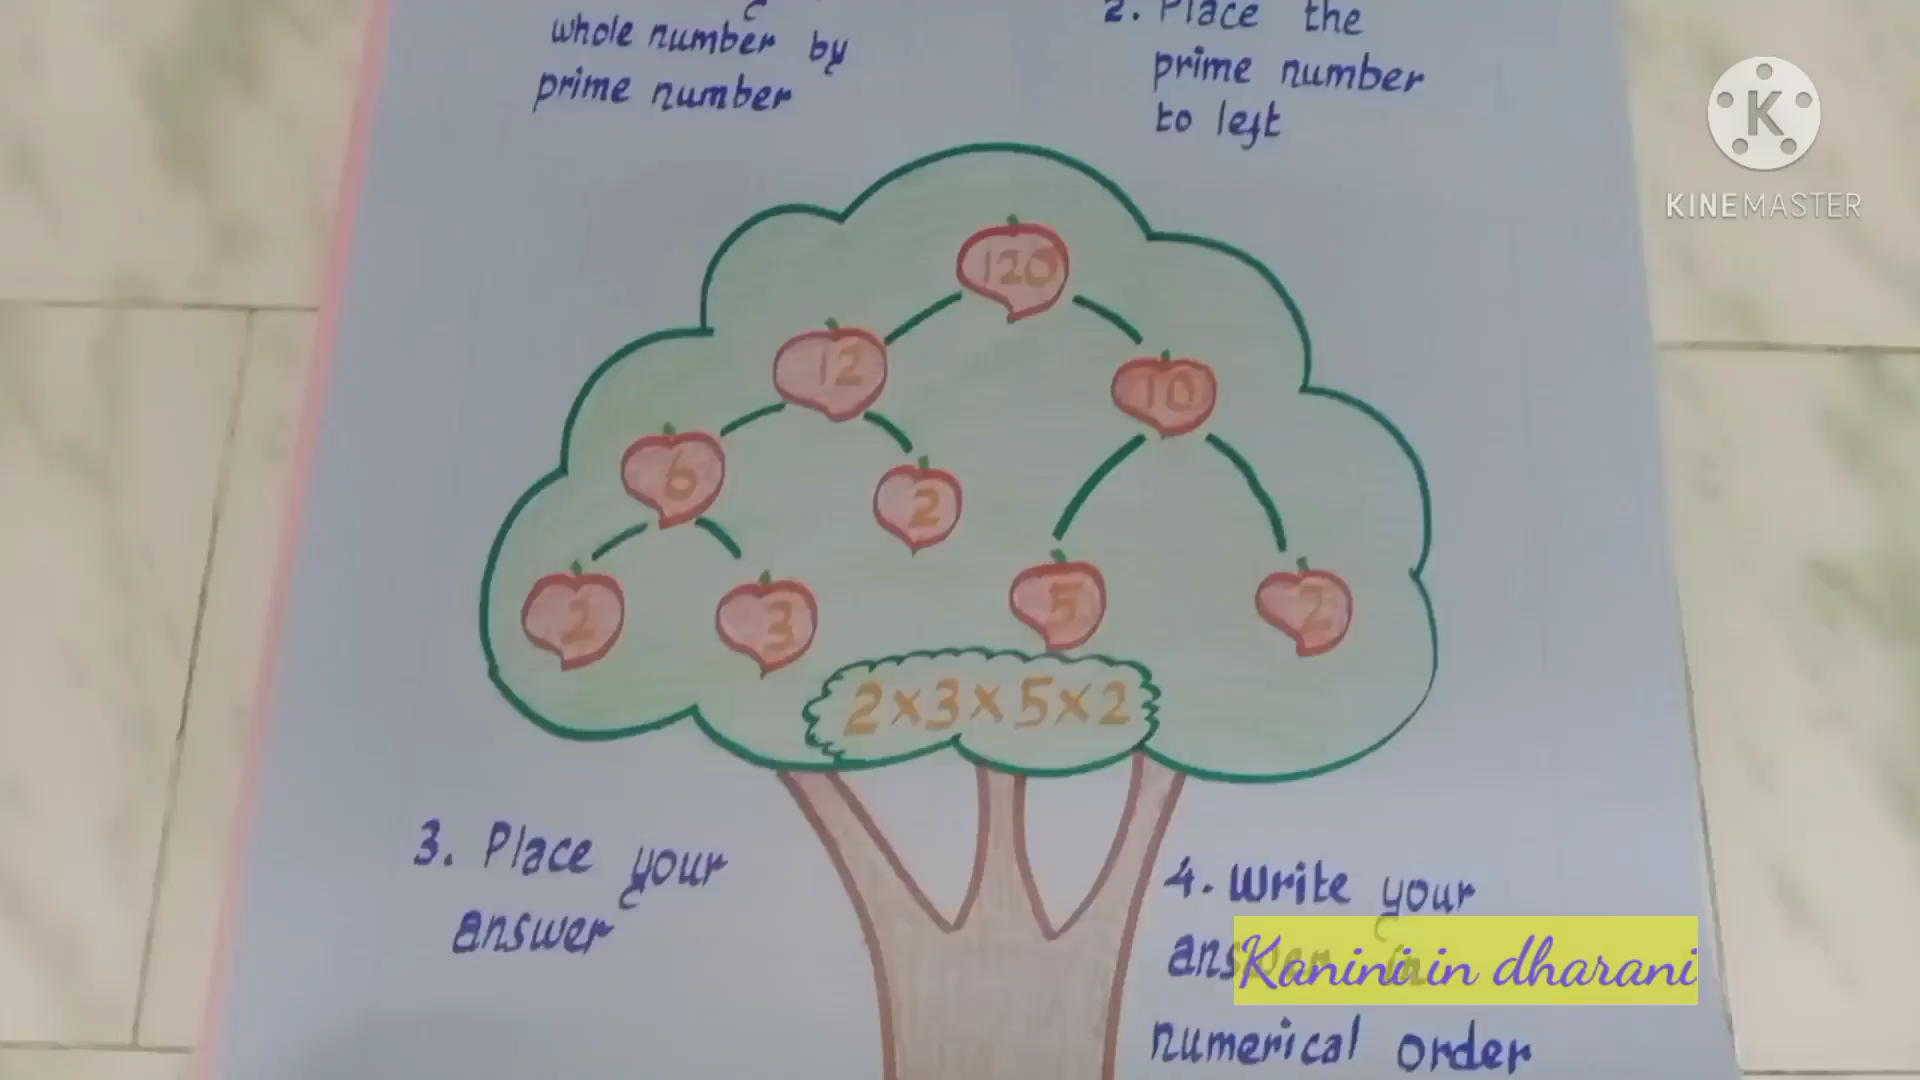 whole number by
prime number
2. Place the
prime number
to left
KINEMASTER
120
12
10
6
2
2
3
5
2
2×3×5×2
3. Place your
answer
4. Write your
Kanini in dharani
numerical order